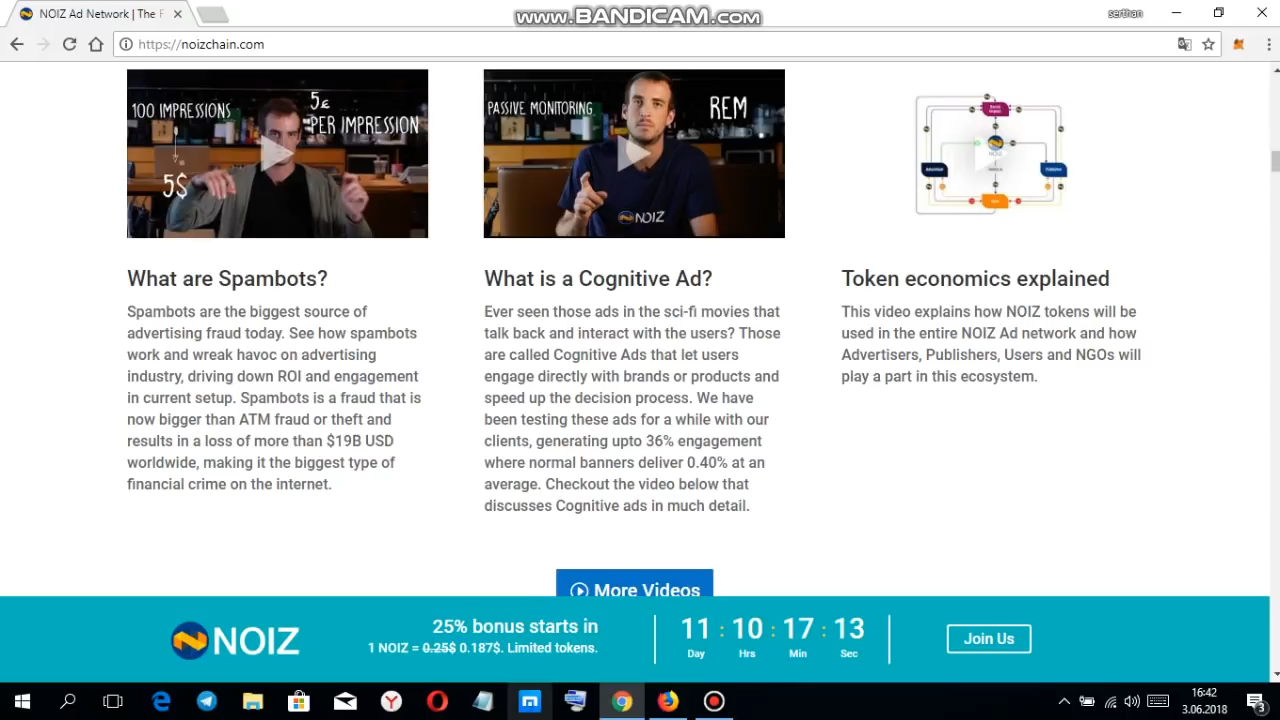 www.BANDICAM.com
NOIZ Ad Network | The F
serthan
https://noizchain.com
100 IMPRESSIONS
5$
5¢
PER IMPRESSION
PASSIVE MONITORING
REM
NOIZ
What are Spambots?
Spambots are the biggest source of
advertising fraud today. See how spambots
work and wreak havoc on advertising
industry, driving down ROI and engagement
in current setup. Spambots is a fraud that is
now bigger than ATM fraud or theft and
results in a loss of more than $19B USD
worldwide, making it the biggest type of
financial crime on the internet.
What is a Cognitive Ad?
Ever seen those ads in the sci-fi movies that
talk back and interact with the users? Those
are called Cognitive Ads that let users
engage directly with brands or products and
speed up the decision process. We have
been testing these ads for a while with our
clients, generating upto 36% engagement
where normal banners deliver 0.40% at an
average. Checkout the video below that
discusses Cognitive ads in much detail.
Token economics explained
This video explains how NOIZ tokens will be
used in the entire NOIZ Ad network and how
Advertisers, Publishers, Users and NGOs will
play a part in this ecosystem.
More Videos
NOIZ
25% bonus starts in
1 NOIZ = 0.25$ 0.187$. Limited tokens.
11 : 10 : 17 : 13
Day Hrs Min Sec
Join Us
16:42
3.06.2018
3